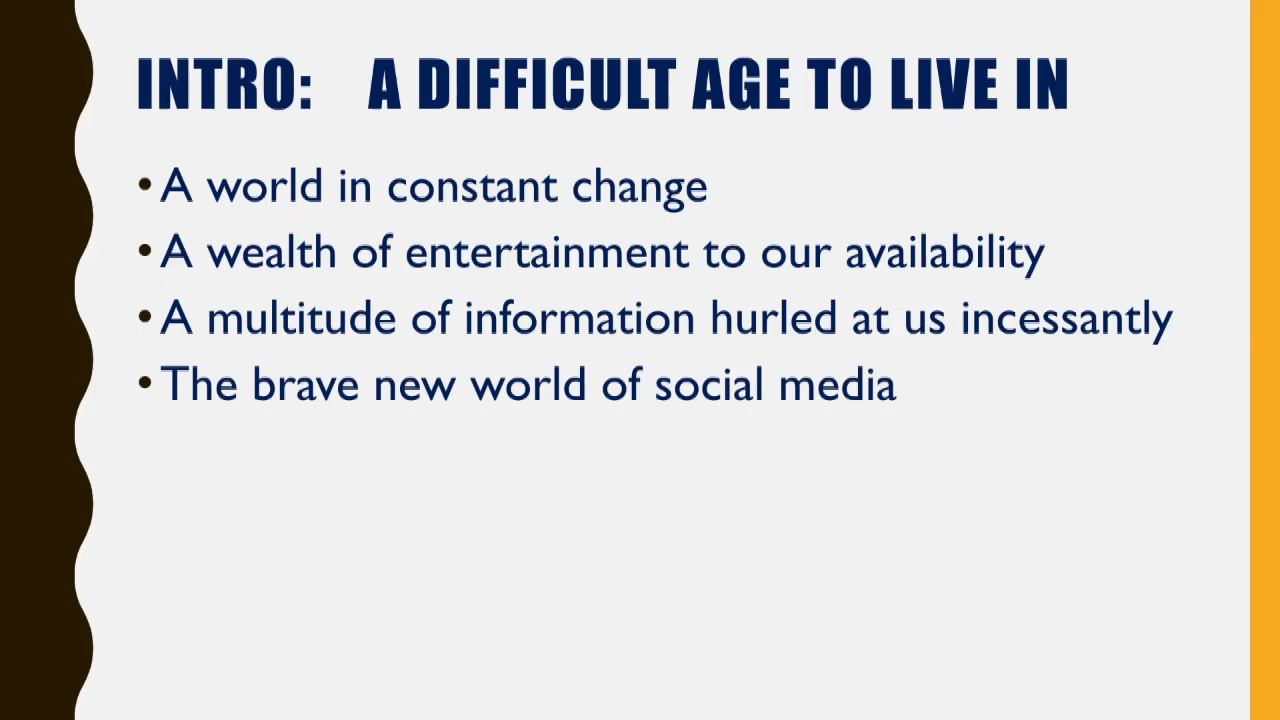 INTRO: A DIFFICULT AGE TO LIVE IN
• A world in constant change
• A wealth of entertainment to our availability
• A multitude of information hurled at us incessantly
• The brave new world of social media